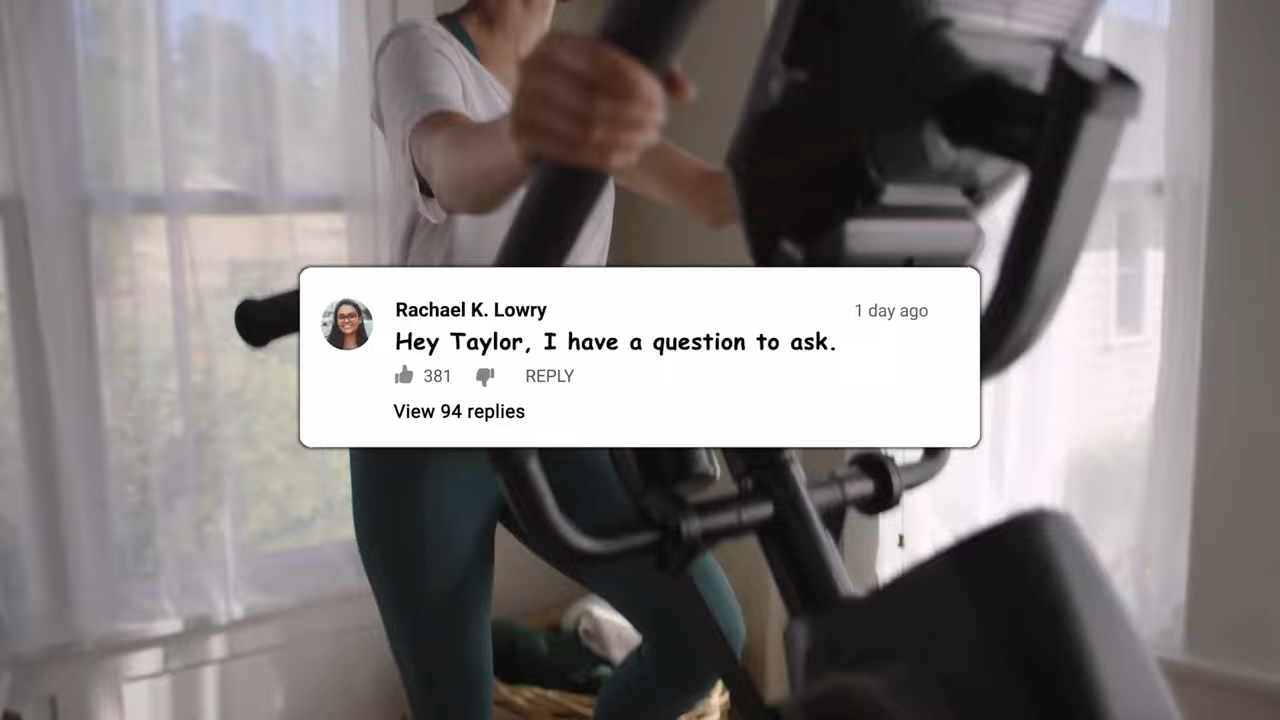 Rachael K. Lowry 1 day ago
Hey Taylor, I have a question to ask.
381 REPLY
View 94 replies